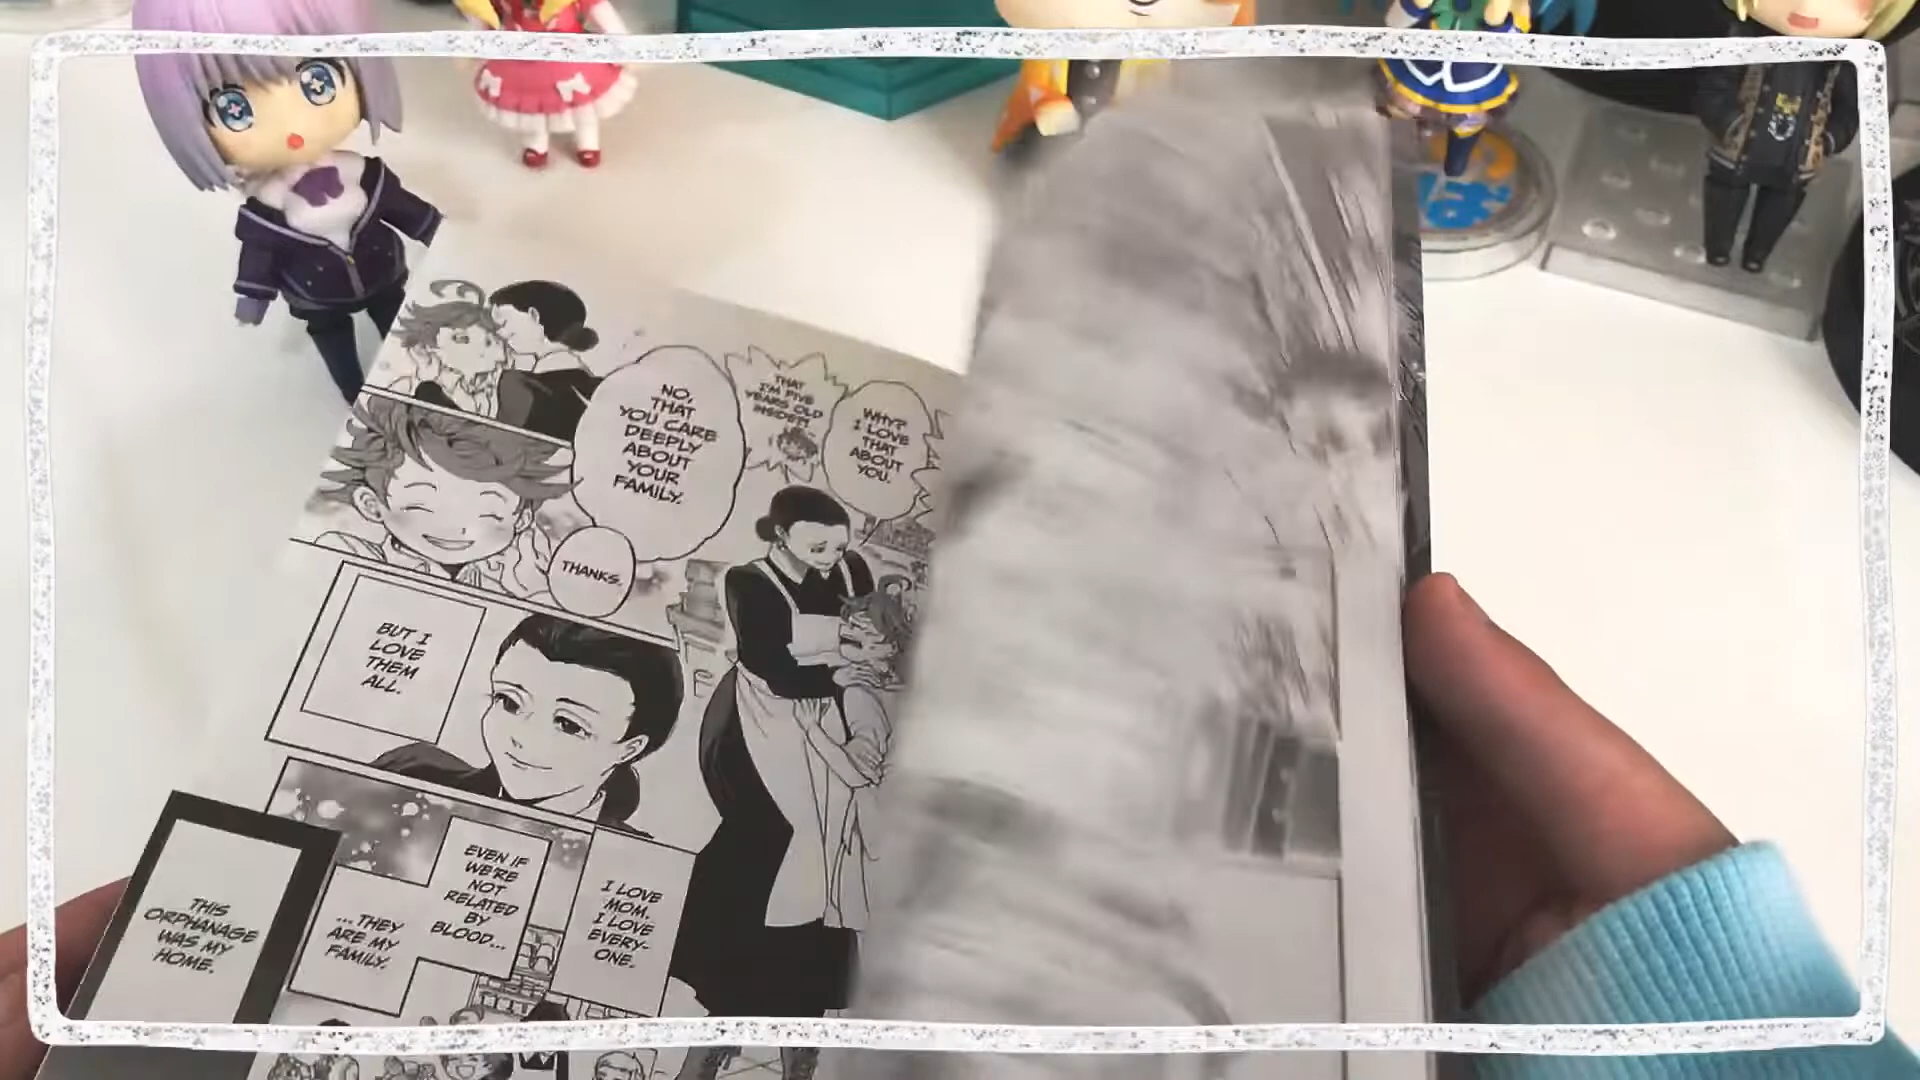 WHY?
I LOVE
THAT
ABOUT
YOU.
THAT
I'M FIVE
YEARS OLD
INSIDE?!
NO,
THAT
YOU CARE
DEEPLY
ABOUT
YOUR
FAMILY.
THANKS.
BUT I
LOVE
THEM
ALL.
I LOVE
MOM.
I LOVE
EVERY-
ONE.
EVEN IF
WE'RE
NOT
RELATED
BY
BLOOD...
...THEY
ARE MY
FAMILY.
THIS
ORPHANAGE
WAS MY
HOME.